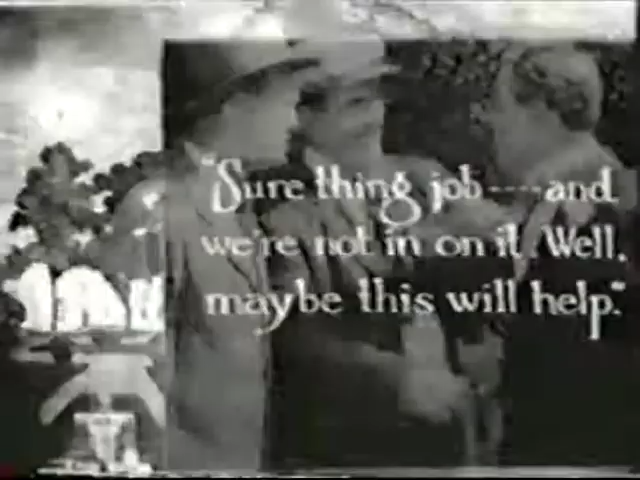 "Sure thing job----and
we're not in on it. Well,
maybe this will help."